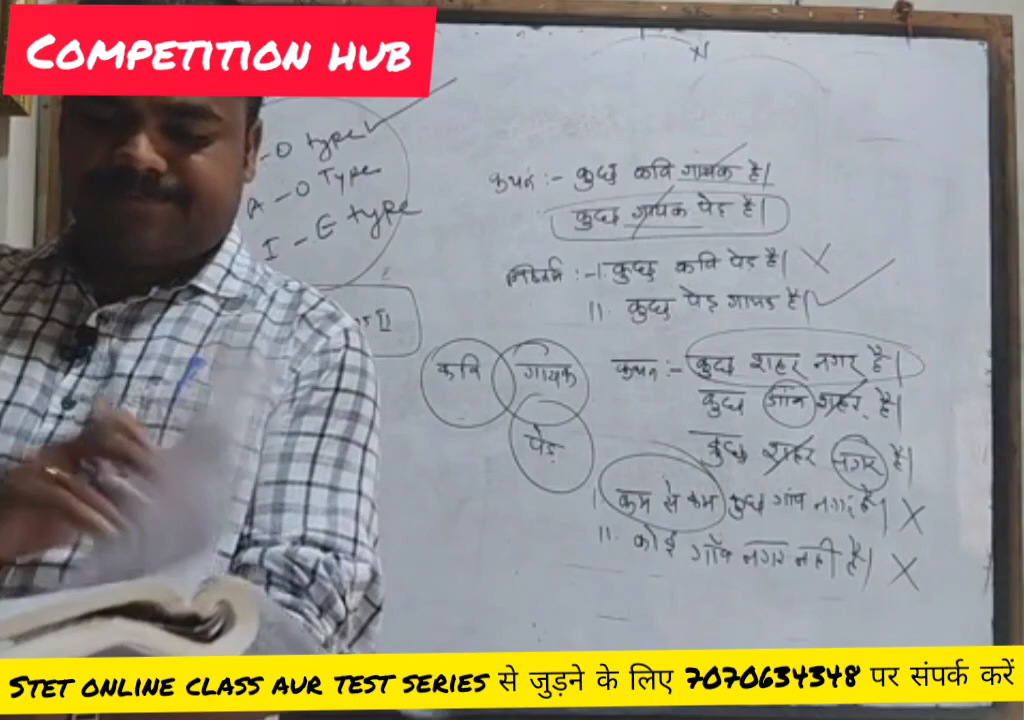 COMPETITION HUB
-O Type
A - O Type
I - E type
कथन :- कुछ कवि गायक है।
कुछ गायक पेड़ है।
निष्कर्ष :- I. कुछ कवि पेड़ है। X
II. कुछ पेड़ गायक है।
कवि गायक
पेड़
कथन :- कुछ शहर नगर है।
कुछ गाँव शहर है।
कुछ शहर नगर है।
I कम से कम कुछ गांव नगर है। X
II. कोई गाँव नगर नही है। X
STET ONLINE CLASS AUR TEST SERIES से जुड़ने के लिए 7070634348 पर संपर्क करें